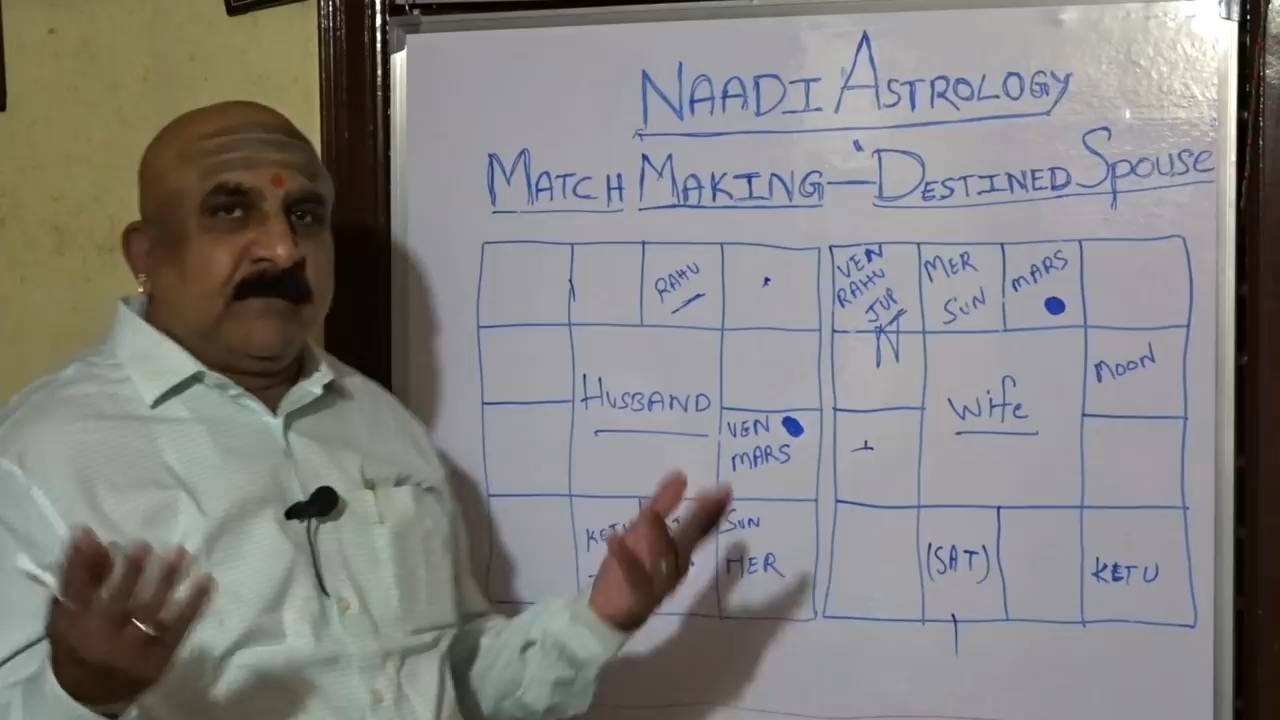 NAADI ASTROLOGY
MATCH MAKING — "DESTINED SPOUSE
RAHU
HUSBAND
VEN
MARS
SUN
MER
VEN
RAHU
JUP
MER
SUN
MARS
MOON
Wife
(SAT)
KETU